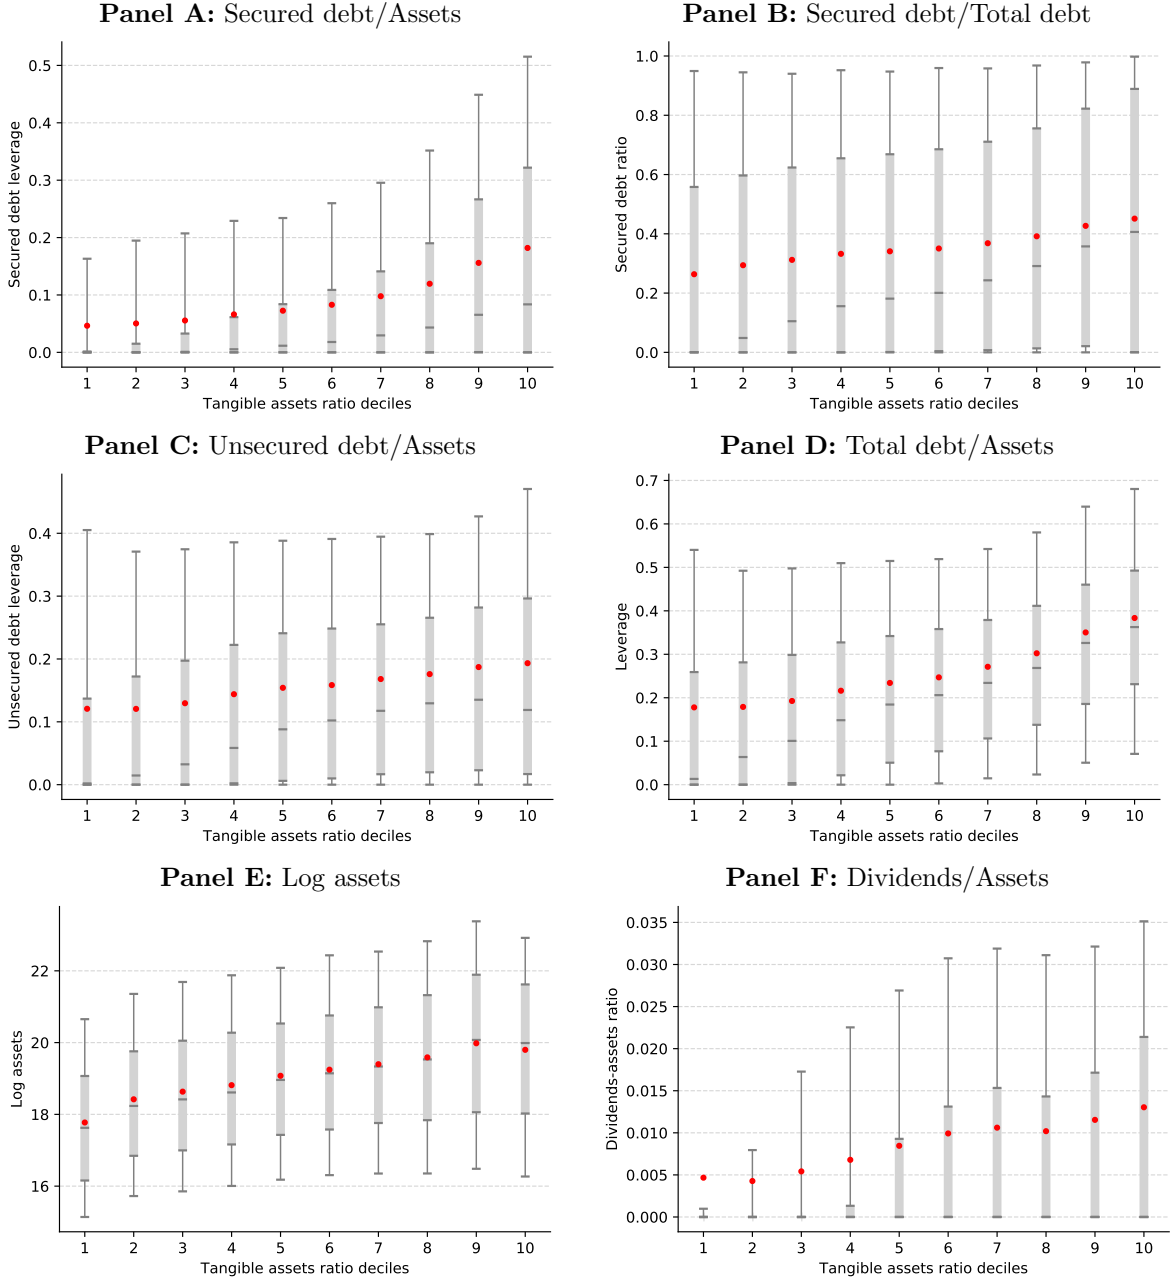 Panel A: Secured debt/Assets
Secured debt leverage
0.5
0.4
0.3
0.2
0.1
0.0
1 2 3 4 5 6 7 8 9 10
Tangible assets ratio deciles
Panel B: Secured debt/Total debt
Secured debt ratio
1.0
0.8
0.6
0.4
0.2
0.0
1 2 3 4 5 6 7 8 9 10
Tangible assets ratio deciles
Panel C: Unsecured debt/Assets
Unsecured debt leverage
0.4
0.3
0.2
0.1
0.0
1 2 3 4 5 6 7 8 9 10
Tangible assets ratio deciles
Panel D: Total debt/Assets
Leverage
0.7
0.6
0.5
0.4
0.3
0.2
0.1
0.0
1 2 3 4 5 6 7 8 9 10
Tangible assets ratio deciles
Panel E: Log assets
Log assets
22
20
18
16
1 2 3 4 5 6 7 8 9 10
Tangible assets ratio deciles
Panel F: Dividends/Assets
Dividends-assets ratio
0.035
0.030
0.025
0.020
0.015
0.010
0.005
0.000
1 2 3 4 5 6 7 8 9 10
Tangible assets ratio deciles